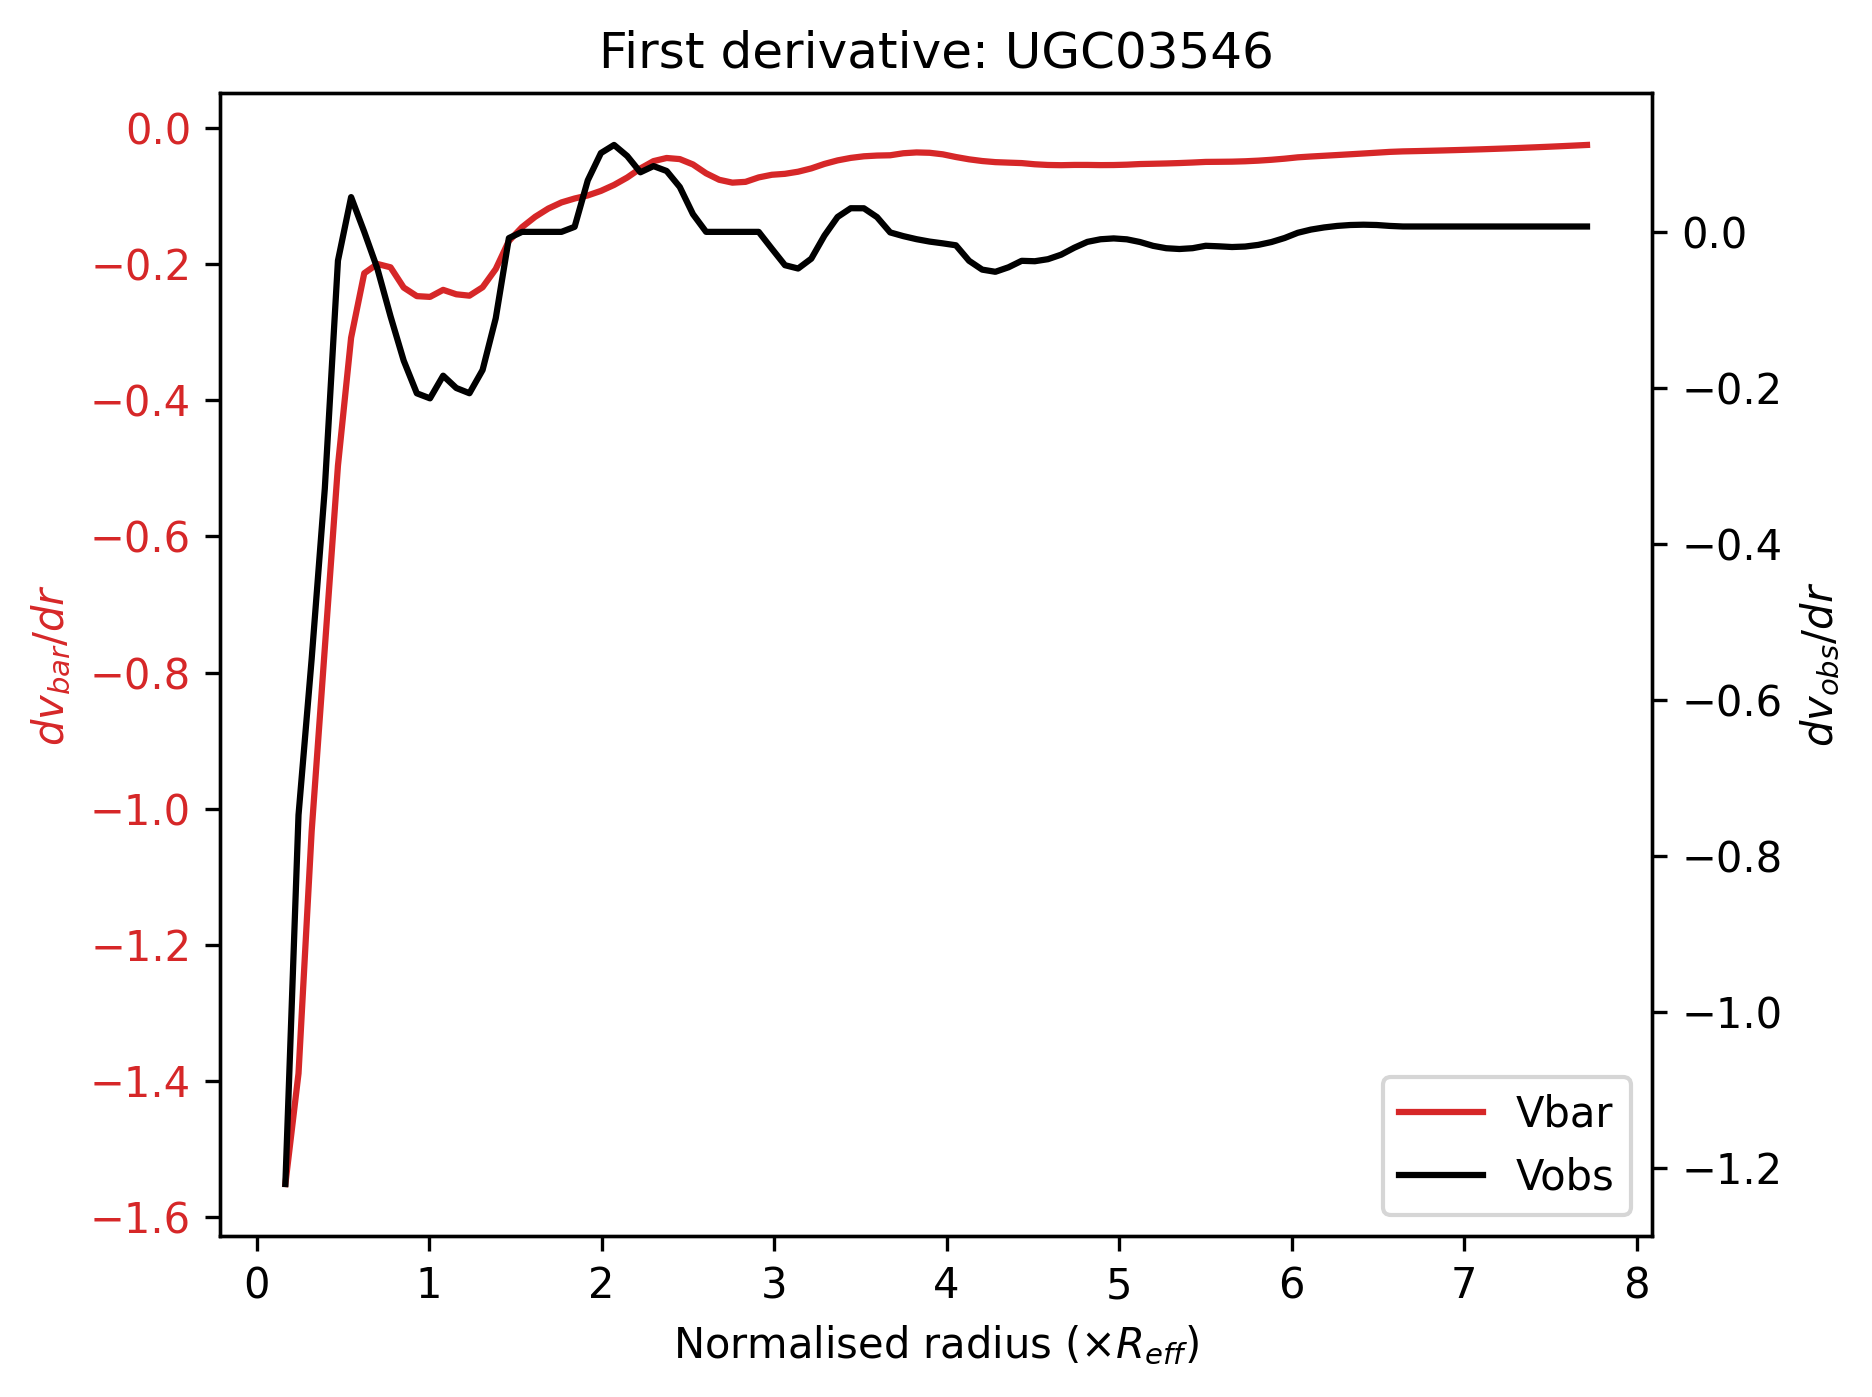 First derivative: UGC03546
0.0
−0.2
−0.4
−0.6
−0.8
−1.0
−1.2
−1.4
−1.6
dv_bar/dr
0.0
−0.2
−0.4
−0.6
−0.8
−1.0
−1.2
dv_obs/dr
Vbar
Vobs
0 1 2 3 4 5 6 7 8
Normalised radius (×R_eff)